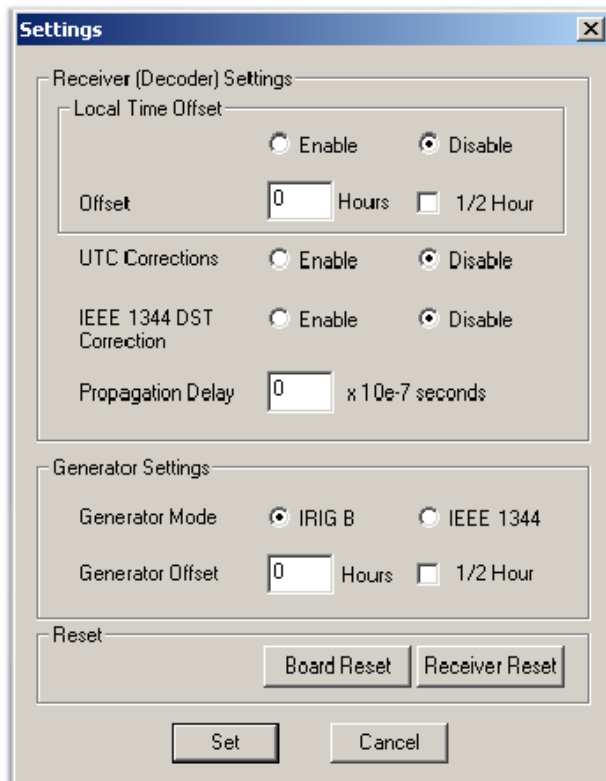 Settings
Receiver (Decoder) Settings
Local Time Offset
Enable Disable
Offset 0 Hours 1/2 Hour
UTC Corrections Enable Disable
IEEE 1344 DST Enable Disable
Correction
Propagation Delay 0 x 10e-7 seconds
Generator Settings
Generator Mode IRIG B IEEE 1344
Generator Offset 0 Hours 1/2 Hour
Reset
Board Reset Receiver Reset
Set Cancel